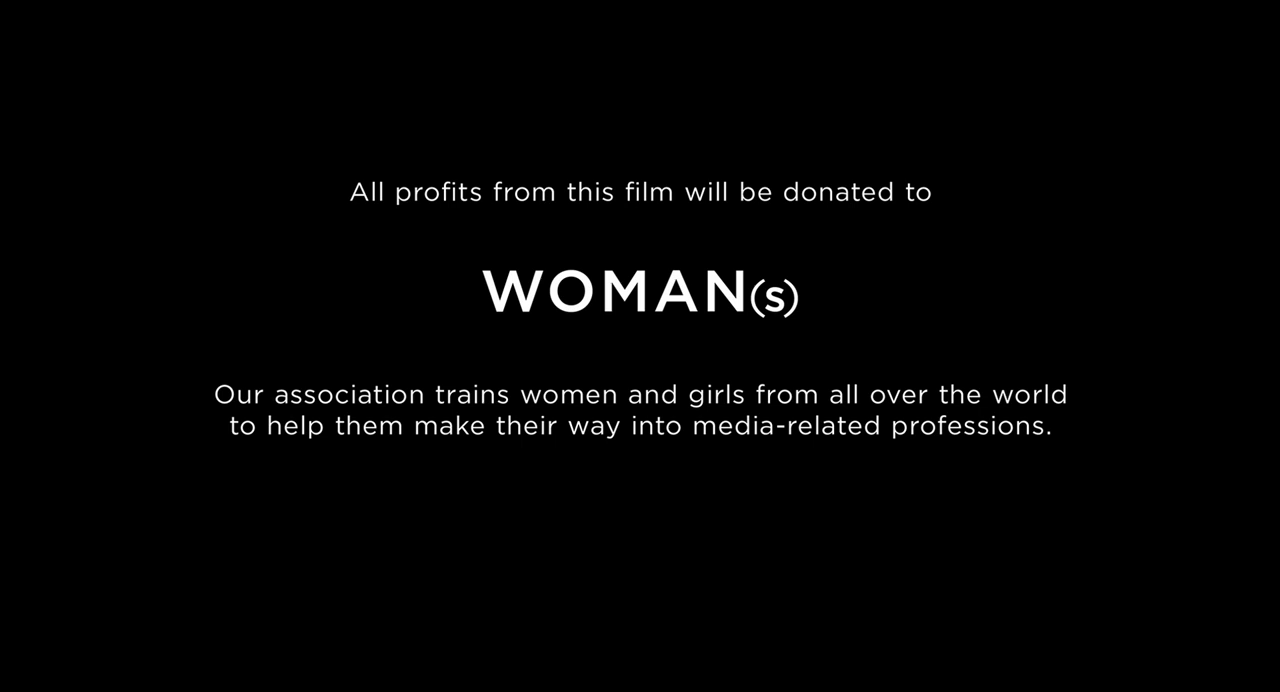 All profits from this film will be donated to
WOMAN(s)
Our association trains women and girls from all over the world
to help them make their way into media-related professions.